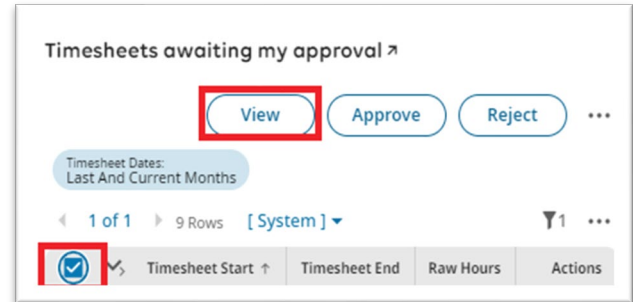 Timesheets awaiting my approval ↗
View Approve Reject ...
Timesheet Dates:
Last And Current Months
1 of 1 9 Rows [ System ] 1 ...
Timesheet Start ↑ Timesheet End Raw Hours Actions